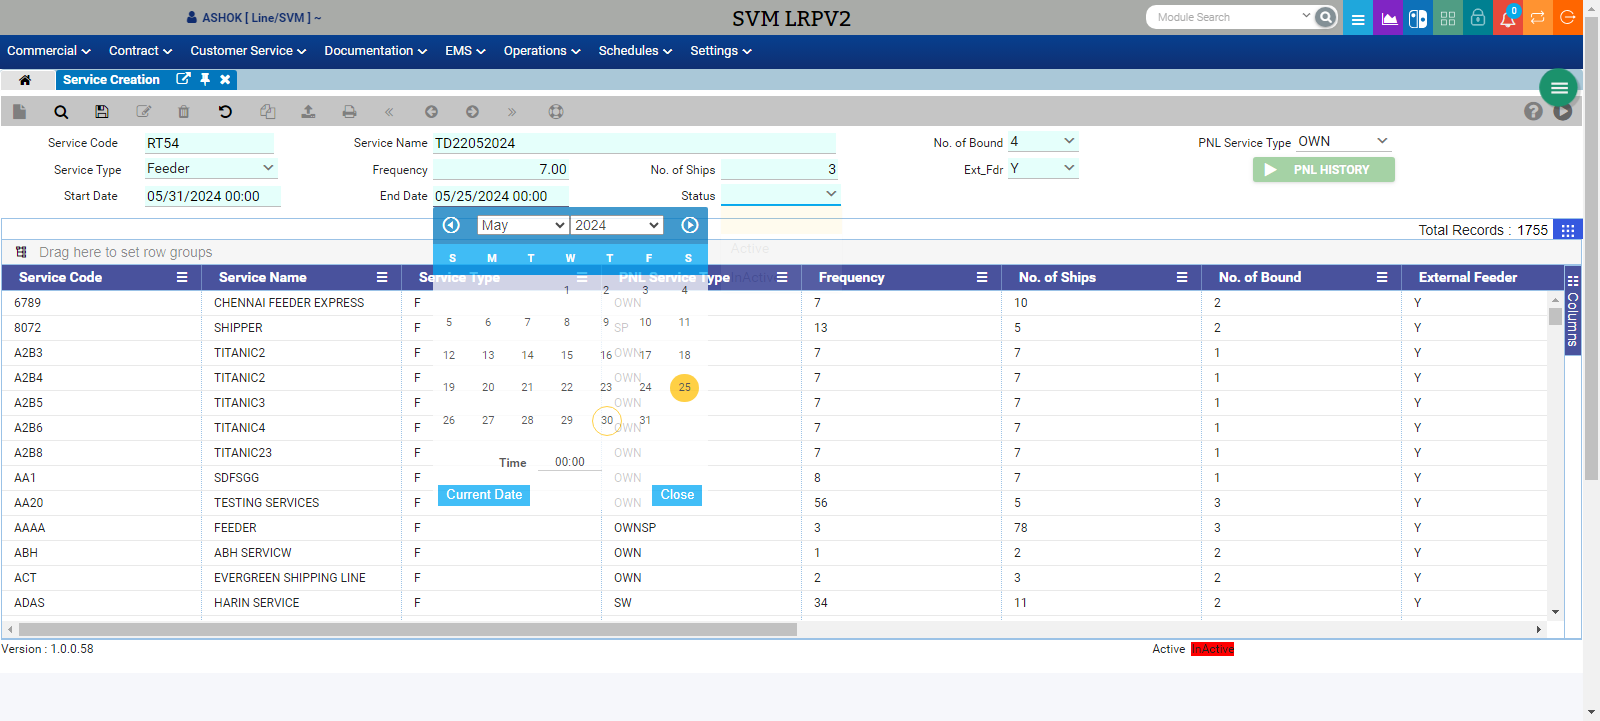 ASHOK [ Line/SVM ] ~
SVM LRPV2
Module Search
0
Commercial Contract Customer Service Documentation EMS Operations Schedules Settings
Service Creation
Service Code RT54 Service Name TD22052024 No. of Bound 4 PNL Service Type OWN
Service Type Feeder Frequency 7.00 No. of Ships 3 Ext_Fdr Y PNL HISTORY
Start Date 05/31/2024 00:00 End Date 05/25/2024 00:00 Status
Active
InActive
May 2024
S M T W T F S
1 2 3 4
5 6 7 8 9 10 11
12 13 14 15 16 17 18
19 20 21 22 23 24 25
26 27 28 29 30 31
Time 00:00
Current Date Close
Total Records : 1755
Drag here to set row groups
Service Code Service Name Service Type PNL Service Type Frequency No. of Ships No. of Bound External Feeder
6789 CHENNAI FEEDER EXPRESS F OWN 7 10 2 Y
8072 SHIPPER F SP 13 5 2 Y
A2B3 TITANIC2 F OWN 7 7 1 Y
A2B4 TITANIC2 F OWN 7 7 1 Y
A2B5 TITANIC3 F OWN 7 7 1 Y
A2B6 TITANIC4 F OWN 7 7 1 Y
A2B8 TITANIC23 F OWN 7 7 1 Y
AA1 SDFSGG F OWN 8 7 1 Y
AA20 TESTING SERVICES F OWN 56 5 3 Y
AAAA FEEDER F OWNSP 3 78 3 Y
ABH ABH SERVICW F OWN 1 2 2 Y
ACT EVERGREEN SHIPPING LINE F OWN 2 3 2 Y
ADAS HARIN SERVICE F SW 34 11 2 Y
Columns
Version : 1.0.0.58
Active InActive